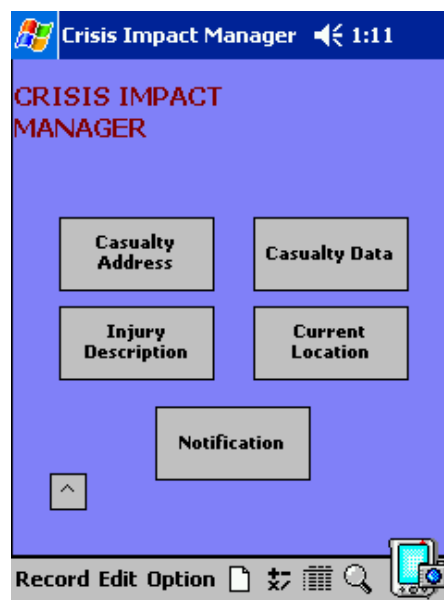 Crisis Impact Manager 1:11
CRISIS IMPACT
MANAGER
Casualty
Address
Casualty Data
Injury
Description
Current
Location
Notification
^
Record Edit Option